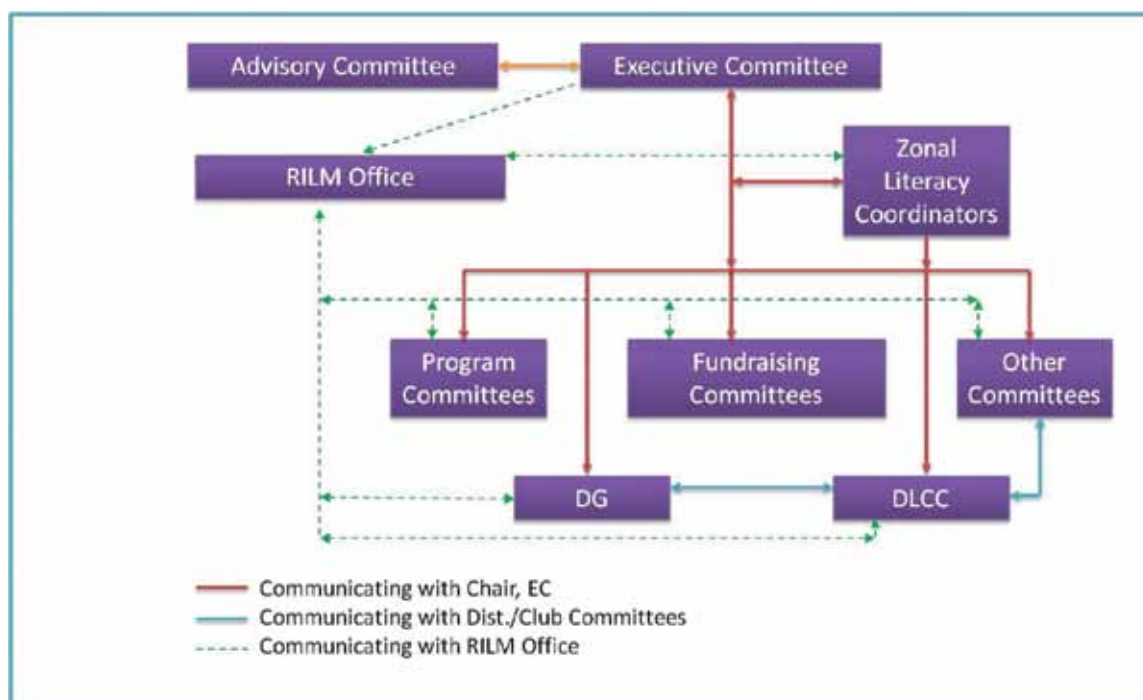 Advisory Committee
Executive Committee
RILM Office
Zonal
Literacy
Coordinators
Program
Committees
Fundraising
Committees
Other
Committees
DG
DLCC
Communicating with Chair, EC
Communicating with Dist./Club Committees
Communicating with RILM Office